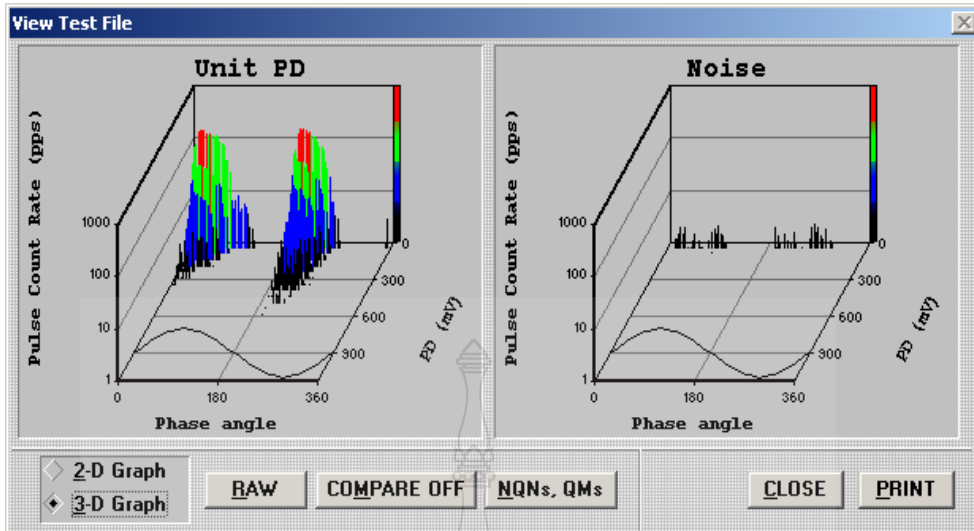 View Test File
Unit PD
Pulse Count Rate (pps)
1000
100
10
1
0
180
360
Phase angle
0
300
600
300
PD (mV)
Noise
Pulse Count Rate (pps)
1000
100
10
1
0
180
360
Phase angle
0
300
600
300
PD (mV)
2-D Graph
3-D Graph
RAW
COMPARE OFF
NQNs, QMs
CLOSE
PRINT